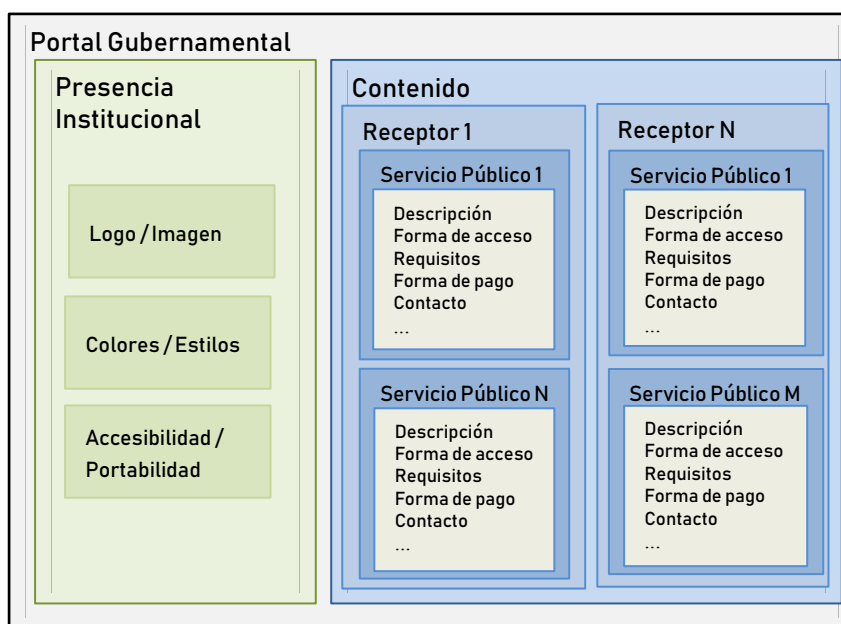 Portal Gubernamental
Presencia
Institucional
Logo / Imagen
Colores / Estilos
Accesibilidad /
Portabilidad
Contenido
Receptor 1
Servicio Público 1
Descripción
Forma de acceso
Requisitos
Forma de pago
Contacto
...
Servicio Público N
Descripción
Forma de acceso
Requisitos
Forma de pago
Contacto
...
Receptor N
Servicio Público 1
Descripción
Forma de acceso
Requisitos
Forma de pago
Contacto
...
Servicio Público M
Descripción
Forma de acceso
Requisitos
Forma de pago
Contacto
...